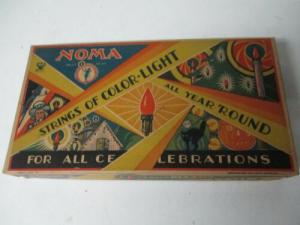 NOMA
STRINGS OF COLOR-LIGHT
ALL YEAR 'ROUND
FOR ALL CELEBRATIONS